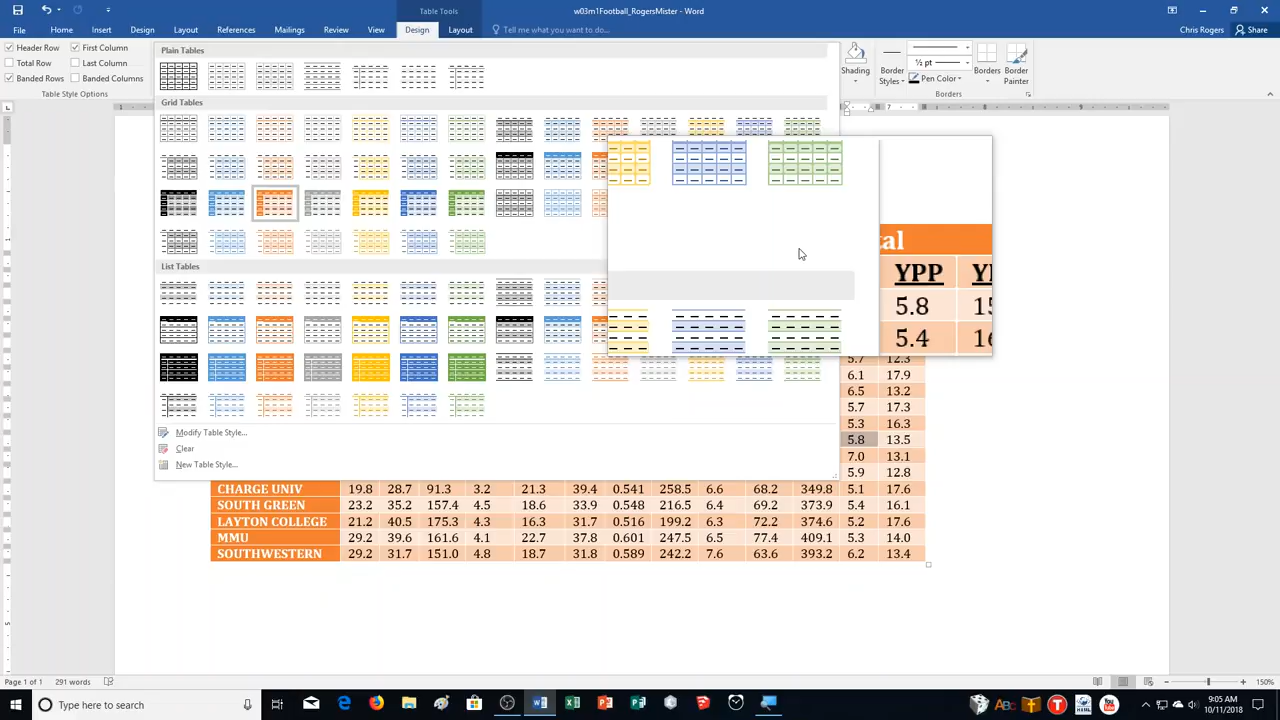 Table Tools
w03m1Football_RogersMister - Word
File Home Insert Design Layout References Mailings Review View Design Layout Tell me what you want to do...
Chris Rogers Share
Header Row First Column
Total Row Last Column
Banded Rows Banded Columns
Table Style Options
Plain Tables
Grid Tables
List Tables
Modify Table Style...
Clear
New Table Style...
Shading
Border Styles
½ pt
Pen Color
Borders
Border Painter
Borders
YPP
5.8
5.4
5.7 12.3
6.1 17.9
6.5 13.2
5.7 17.3
5.3 16.3
5.8 13.5
7.0 13.1
5.9 12.8
CHARGE UNIV 19.8 28.7 91.3 3.2 21.3 39.4 0.541 258.5 6.6 68.2 349.8 5.1 17.6
SOUTH GREEN 23.2 35.2 157.4 4.5 18.6 33.9 0.548 216.5 6.4 69.2 373.9 5.4 16.1
LAYTON COLLEGE 21.2 40.5 175.3 4.3 16.3 31.7 0.516 199.2 6.3 72.2 374.6 5.2 17.6
MMU 29.2 39.6 161.6 4.1 22.7 37.8 0.601 247.5 6.5 77.4 409.1 5.3 14.0
SOUTHWESTERN 29.2 31.7 151.0 4.8 18.7 31.8 0.589 242.2 7.6 63.6 393.2 6.2 13.4
Page 1 of 1 291 words
150%
Type here to search
9:05 AM
10/11/2018